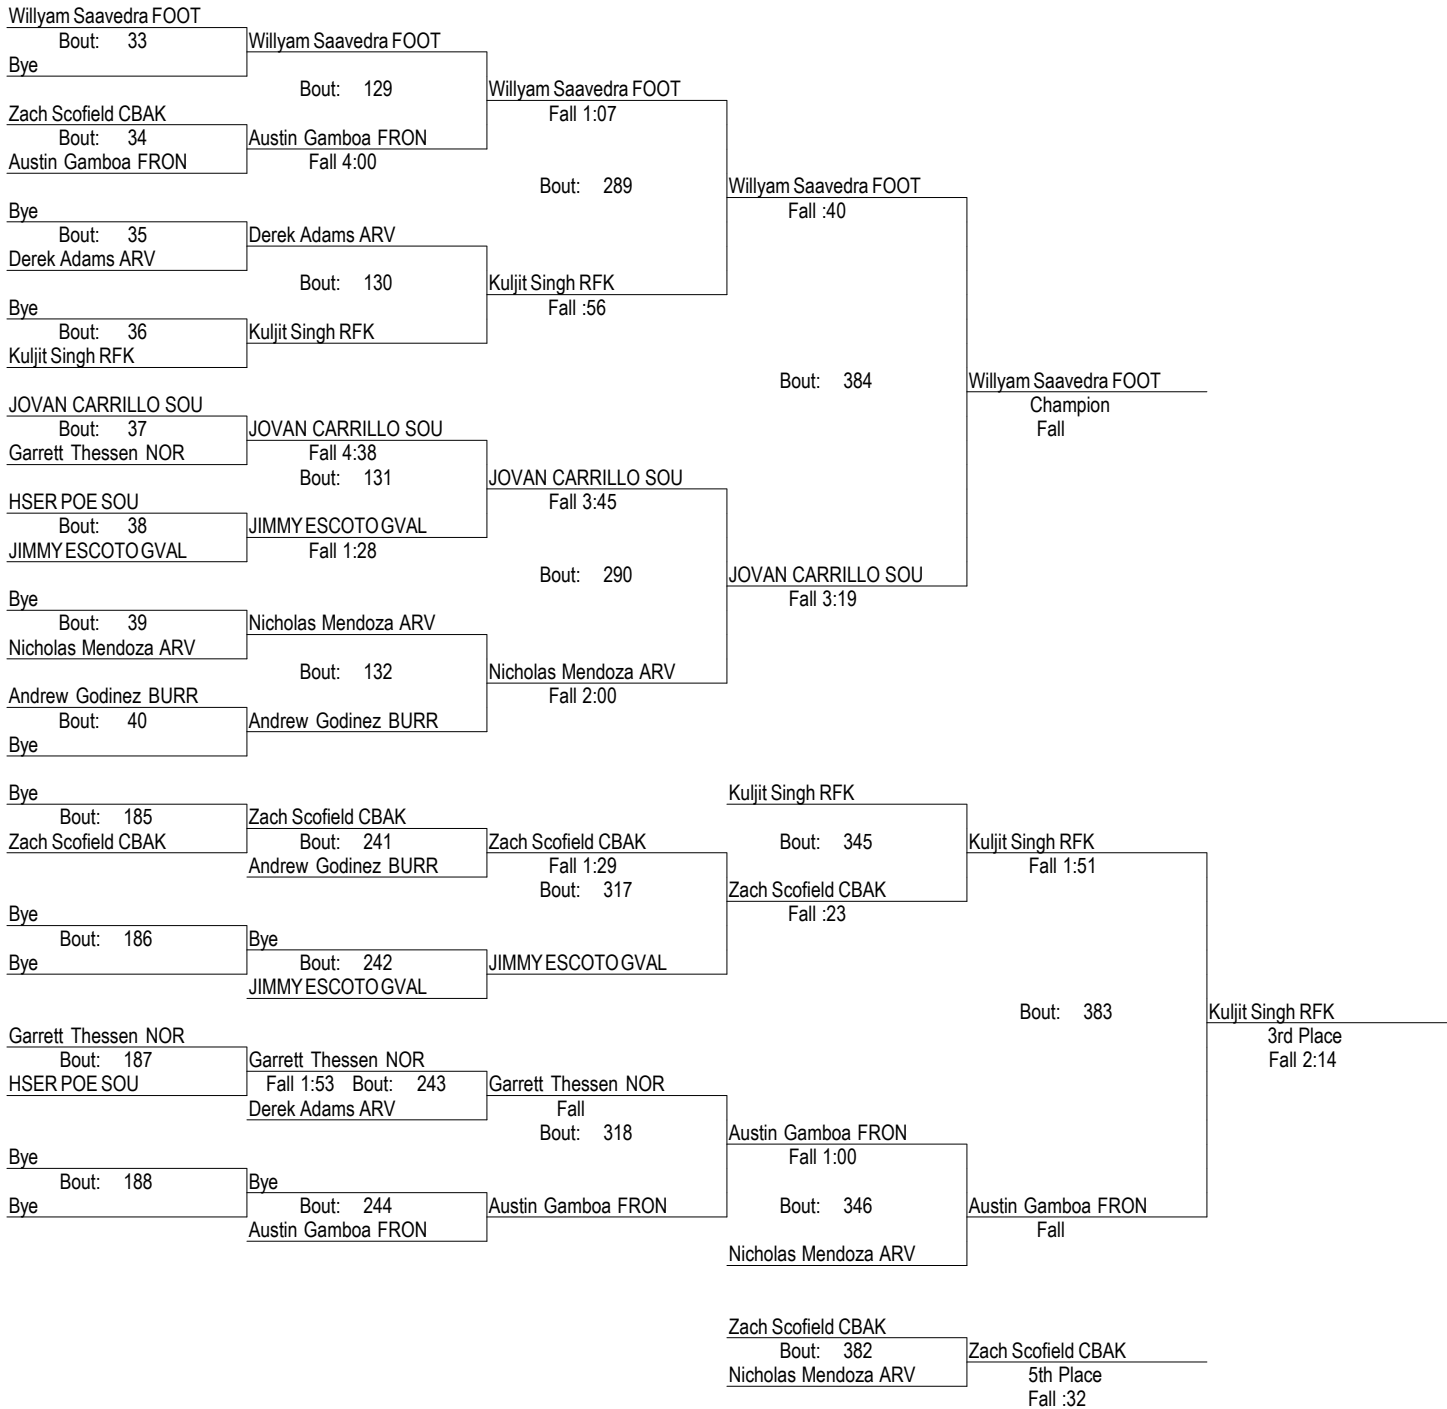 Willyam Saavedra FOOT
Bout: 33
Willyam Saavedra FOOT
Bye
Bout: 129
Willyam Saavedra FOOT
Zach Scofield CBAK
Fall 1:07
Bout: 34
Austin Gamboa FRON
Austin Gamboa FRON
Fall 4:00
Bout: 289
Willyam Saavedra FOOT
Bye
Fall :40
Bout: 35
Derek Adams ARV
Derek Adams ARV
Bout: 130
Kuljit Singh RFK
Bye
Fall :56
Bout: 36
Kuljit Singh RFK
Kuljit Singh RFK
Bout: 384
Willyam Saavedra FOOT
JOVAN CARRILLO SOU
Champion
Bout: 37
JOVAN CARRILLO SOU
Fall
Garrett Thessen NOR
Fall 4:38
Bout: 131
JOVAN CARRILLO SOU
HSER POE SOU
Fall 3:45
Bout: 38
JIMMY ESCOTO GVAL
JIMMY ESCOTO GVAL
Fall 1:28
Bout: 290
JOVAN CARRILLO SOU
Bye
Fall 3:19
Bout: 39
Nicholas Mendoza ARV
Nicholas Mendoza ARV
Bout: 132
Nicholas Mendoza ARV
Andrew Godinez BURR
Fall 2:00
Bout: 40
Andrew Godinez BURR
Bye
Bye
Kuljit Singh RFK
Bout: 185
Zach Scofield CBAK
Zach Scofield CBAK
Bout: 241
Zach Scofield CBAK
Bout: 345
Kuljit Singh RFK
Andrew Godinez BURR
Fall 1:29
Fall 1:51
Bout: 317
Zach Scofield CBAK
Bye
Fall :23
Bout: 186
Bye
Bye
Bout: 242
JIMMY ESCOTO GVAL
JIMMY ESCOTO GVAL
Bout: 383
Kuljit Singh RFK
Garrett Thessen NOR
3rd Place
Bout: 187
Garrett Thessen NOR
Fall 2:14
HSER POE SOU
Fall 1:53 Bout: 243
Garrett Thessen NOR
Derek Adams ARV
Fall
Bout: 318
Austin Gamboa FRON
Bye
Fall 1:00
Bout: 188
Bye
Bye
Bout: 244
Austin Gamboa FRON
Bout: 346
Austin Gamboa FRON
Austin Gamboa FRON
Fall
Nicholas Mendoza ARV
Zach Scofield CBAK
Bout: 382
Zach Scofield CBAK
Nicholas Mendoza ARV
5th Place
Fall :32